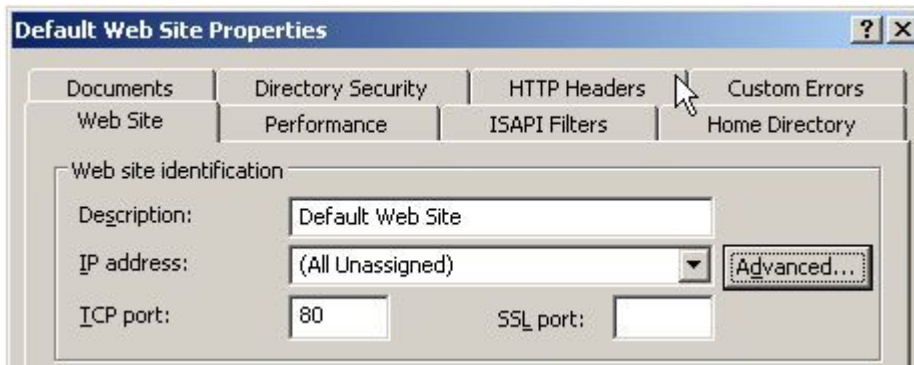 Default Web Site Properties
Documents Directory Security HTTP Headers Custom Errors
Web Site Performance ISAPI Filters Home Directory
Web site identification
Description: Default Web Site
IP address: (All Unassigned) Advanced...
TCP port: 80 SSL port: